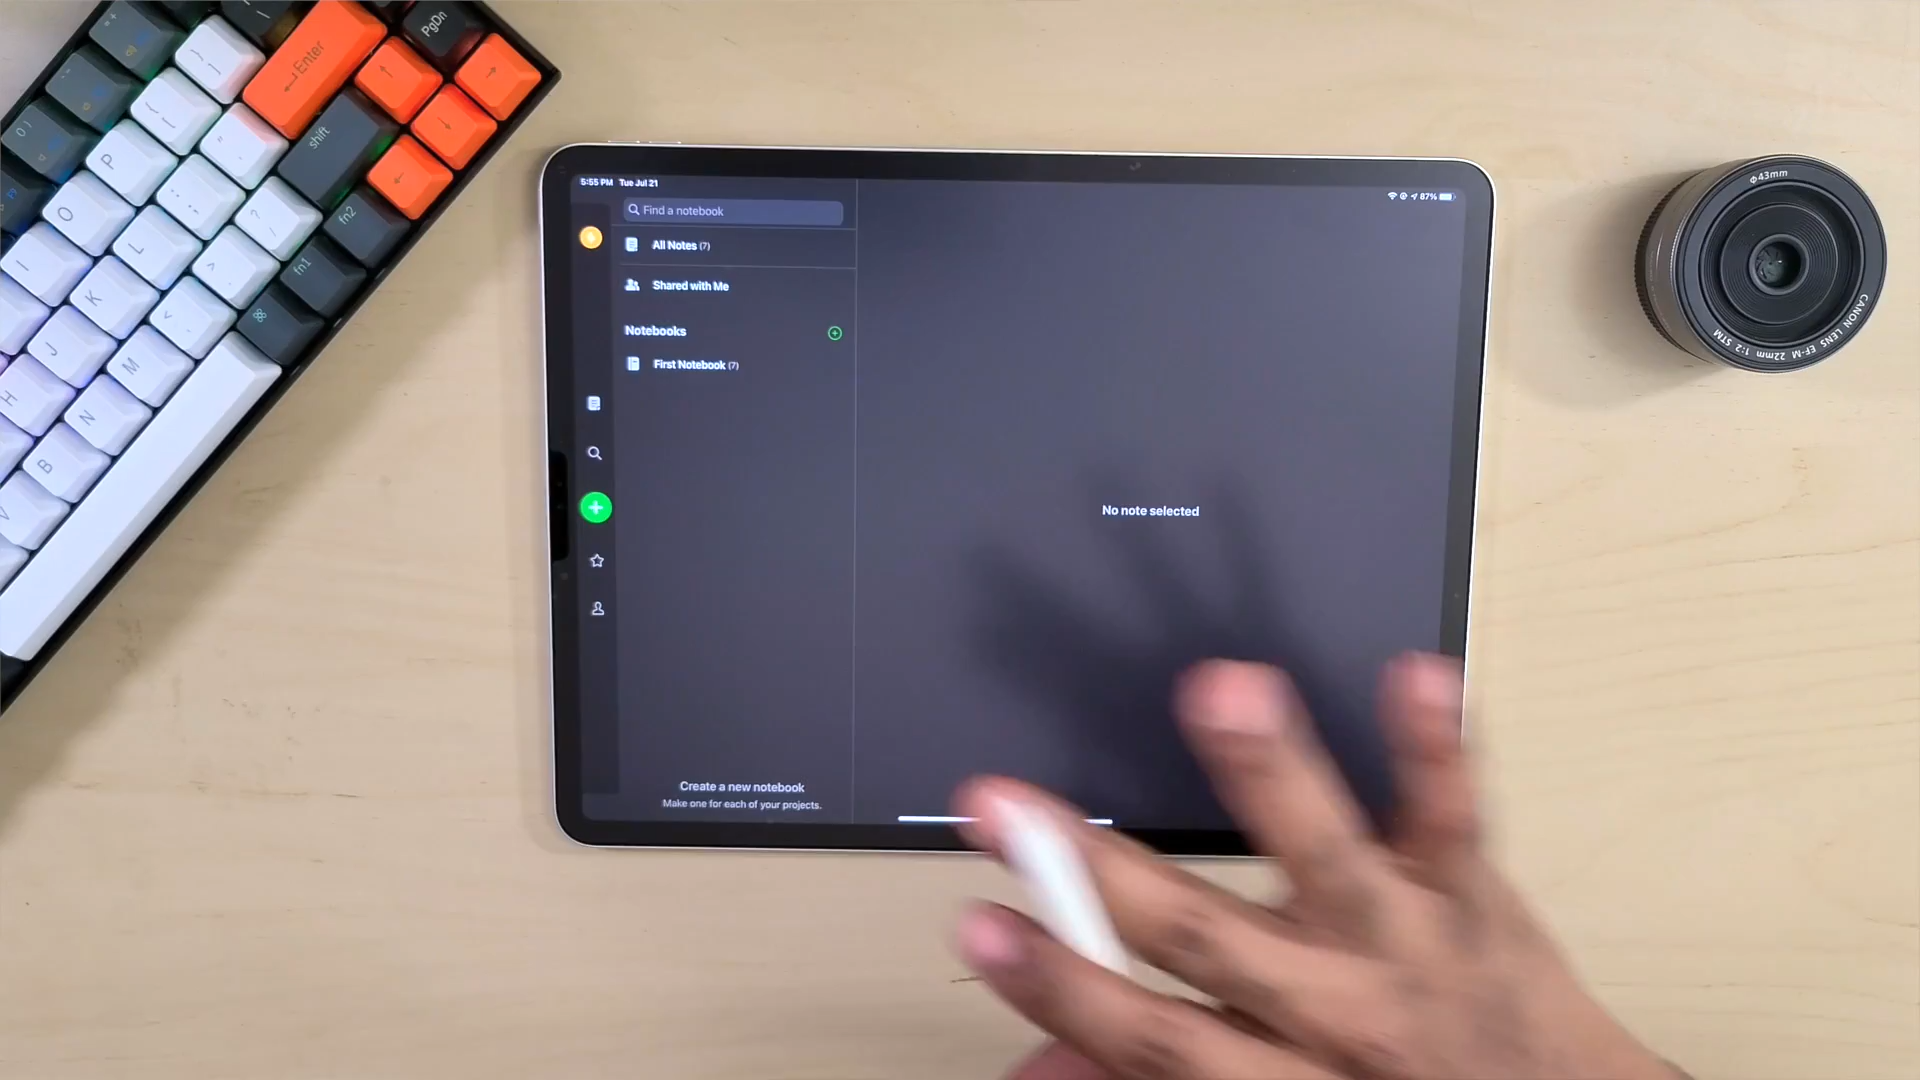 5:55 PM Tue Jul 21
87%
Find a notebook
All Notes (7)
Shared with Me
Notebooks
First Notebook (7)
No note selected
Create a new notebook
Make one for each of your projects.
Enter
PgDn
shift
fn2
fn1
P
O
L
I
K
J
M
H
N
B
V
Φ43mm
CANON LENS EF-M 22mm 1:2 STM